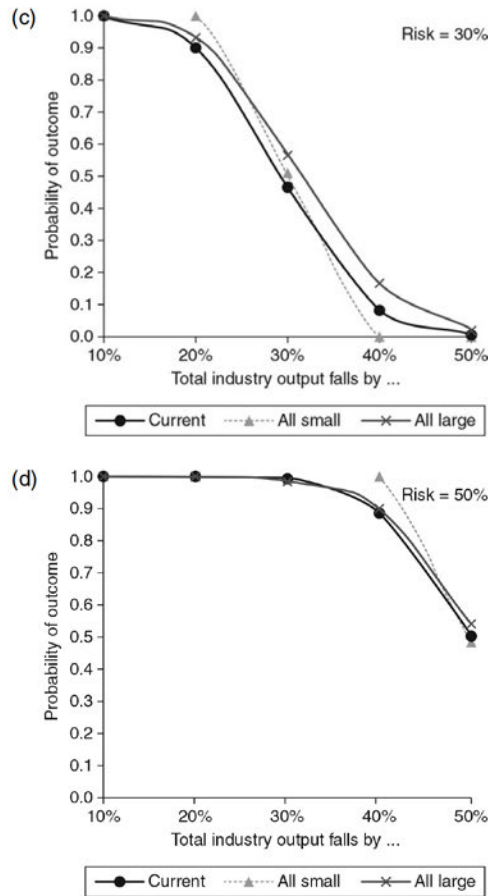 (c)
Risk = 30%
Probability of outcome
1.0
0.9
0.8
0.7
0.6
0.5
0.4
0.3
0.2
0.1
0.0
10% 20% 30% 40% 50%
Total industry output falls by ...
Current All small All large
(d)
Risk = 50%
Probability of outcome
1.0
0.9
0.8
0.7
0.6
0.5
0.4
0.3
0.2
0.1
0.0
10% 20% 30% 40% 50%
Total industry output falls by ...
Current All small All large